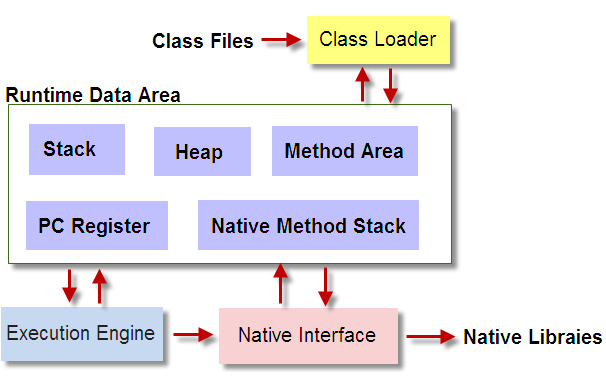 Class Files
Class Loader
Runtime Data Area
Stack
Heap
Method Area
PC Register
Native Method Stack
Execution Engine
Native Interface
Native Libraies